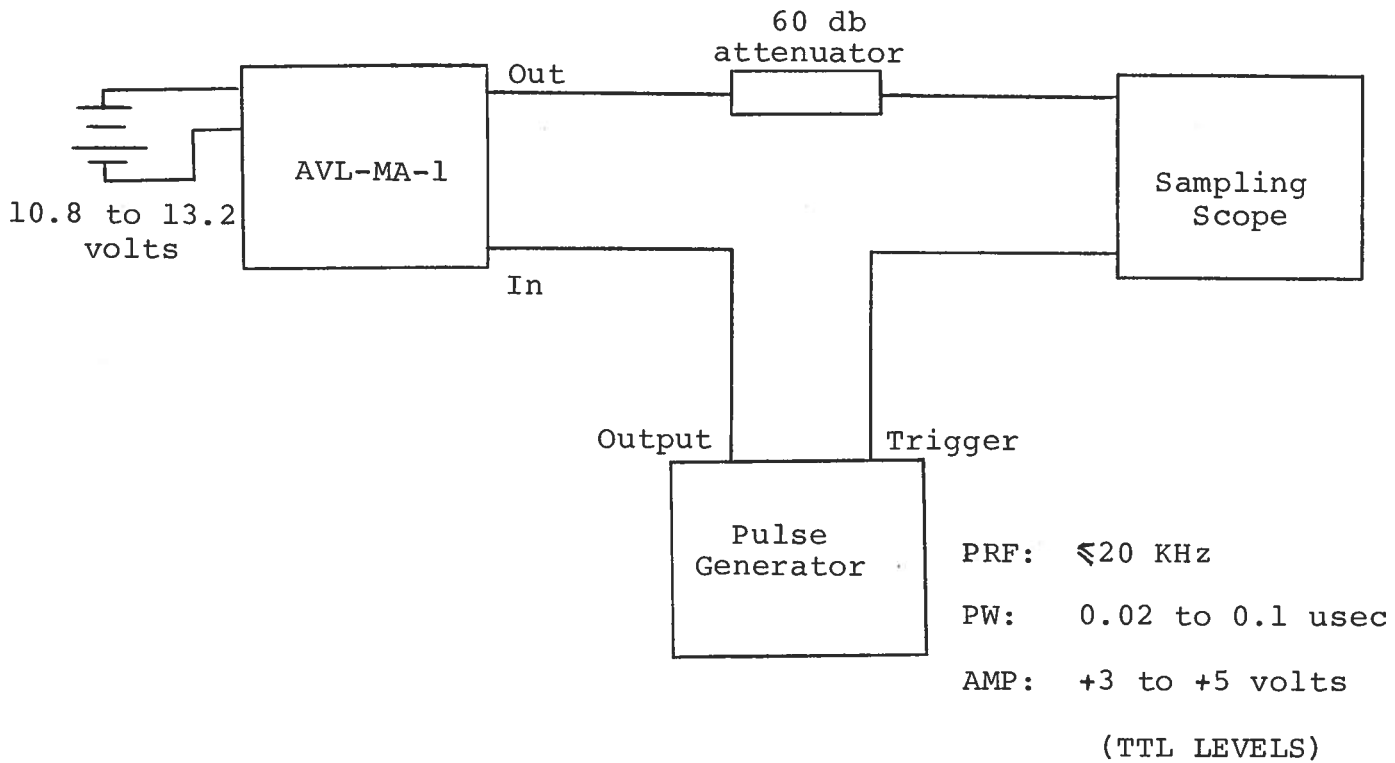 60 db
attenuator
Out
AVL-MA-1
Sampling
Scope
10.8 to 13.2
volts
In
Output
Trigger
Pulse
Generator
PRF: ⩽20 KHz
PW: 0.02 to 0.1 usec
AMP: +3 to +5 volts
(TTL LEVELS)